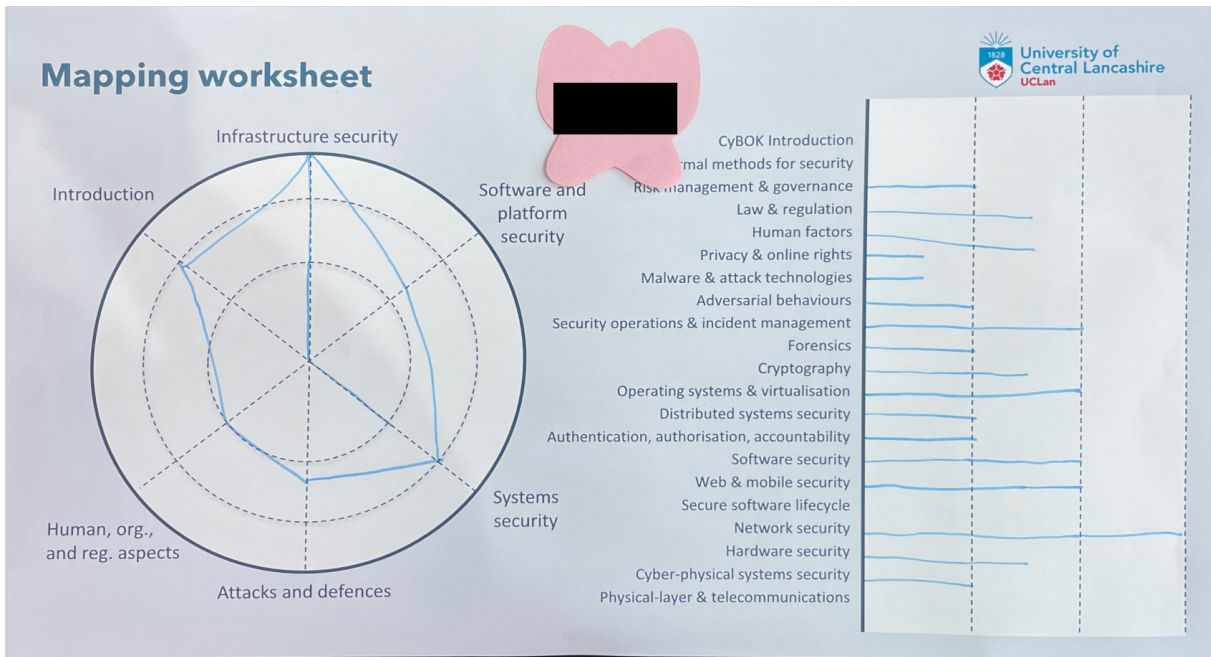 Mapping worksheet
1828
University of
Central Lancashire
UCLan
Infrastructure security
Introduction
Software and
platform
security
Systems
security
Human, org.,
and reg. aspects
Attacks and defences
CyBOK Introduction
methods for security
Risk management & governance
Law & regulation
Human factors
Privacy & online rights
Malware & attack technologies
Adversarial behaviours
Security operations & incident management
Forensics
Cryptography
Operating systems & virtualisation
Distributed systems security
Authentication, authorisation, accountability
Software security
Web & mobile security
Secure software lifecycle
Network security
Hardware security
Cyber-physical systems security
Physical-layer & telecommunications